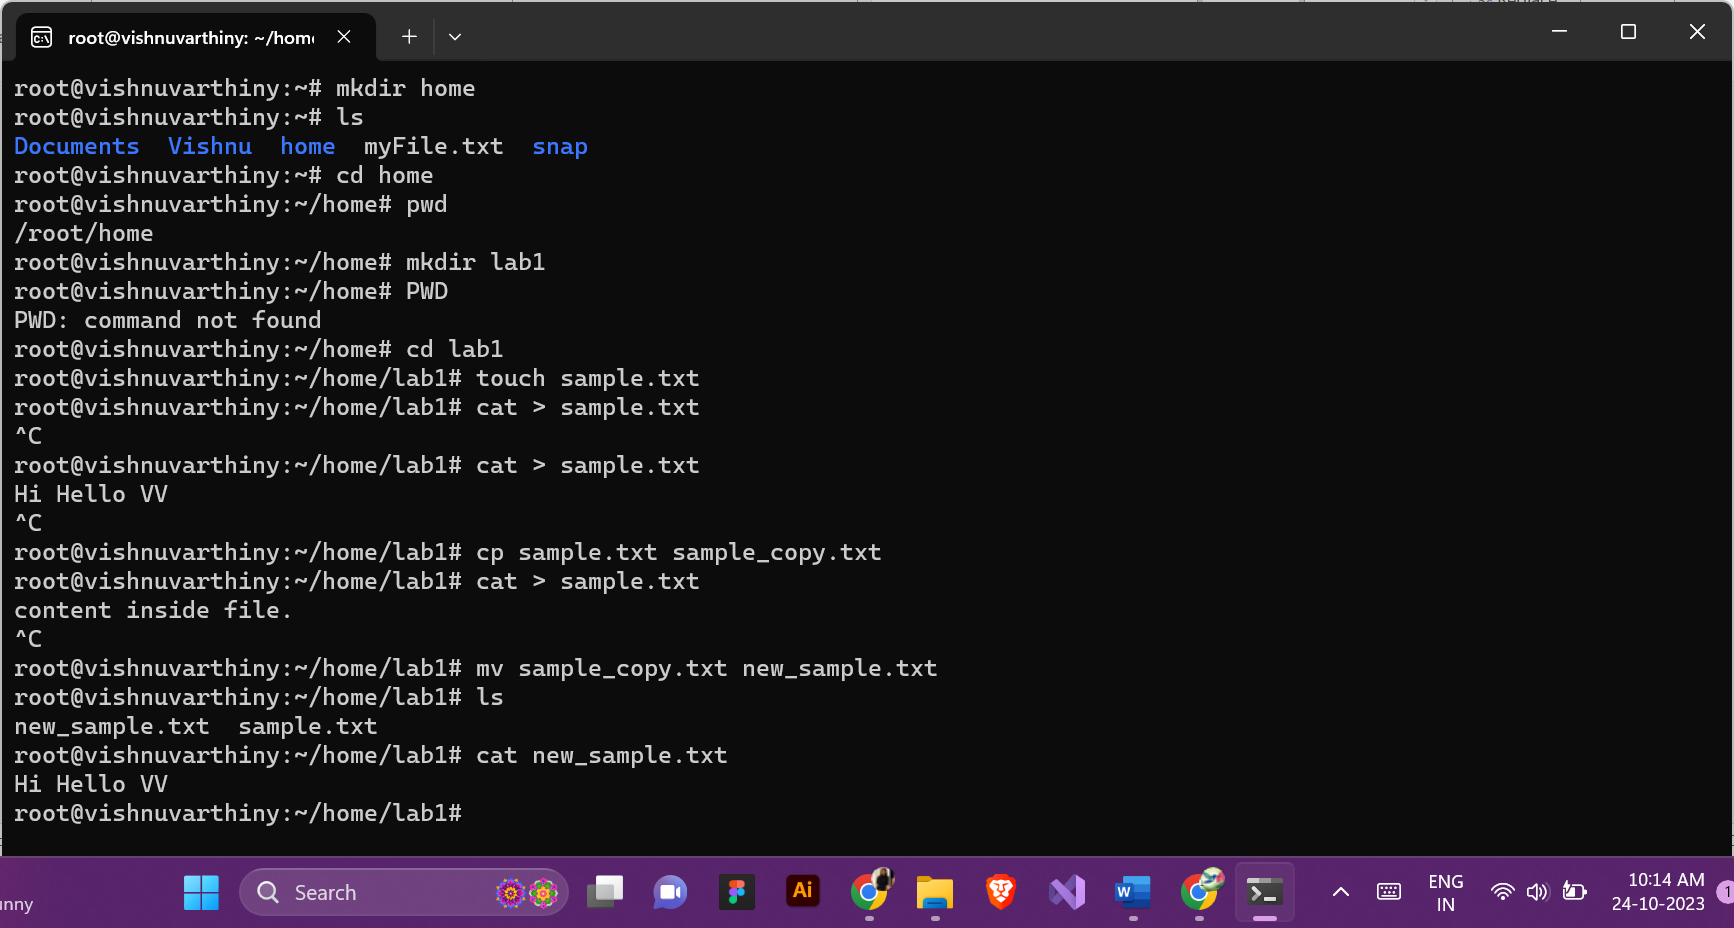 root@vishnuvarthiny: ~/home
root@vishnuvarthiny:~# mkdir home
root@vishnuvarthiny:~# ls
Documents  Vishnu  home  myFile.txt  snap
root@vishnuvarthiny:~# cd home
root@vishnuvarthiny:~/home# pwd
/root/home
root@vishnuvarthiny:~/home# mkdir lab1
root@vishnuvarthiny:~/home# PWD
PWD: command not found
root@vishnuvarthiny:~/home# cd lab1
root@vishnuvarthiny:~/home/lab1# touch sample.txt
root@vishnuvarthiny:~/home/lab1# cat > sample.txt
^C
root@vishnuvarthiny:~/home/lab1# cat > sample.txt
Hi Hello VV
^C
root@vishnuvarthiny:~/home/lab1# cp sample.txt sample_copy.txt
root@vishnuvarthiny:~/home/lab1# cat > sample.txt
content inside file.
^C
root@vishnuvarthiny:~/home/lab1# mv sample_copy.txt new_sample.txt
root@vishnuvarthiny:~/home/lab1# ls
new_sample.txt  sample.txt
root@vishnuvarthiny:~/home/lab1# cat new_sample.txt
Hi Hello VV
root@vishnuvarthiny:~/home/lab1#
Search
Ai
W
ENG
IN
10:14 AM
24-10-2023
1